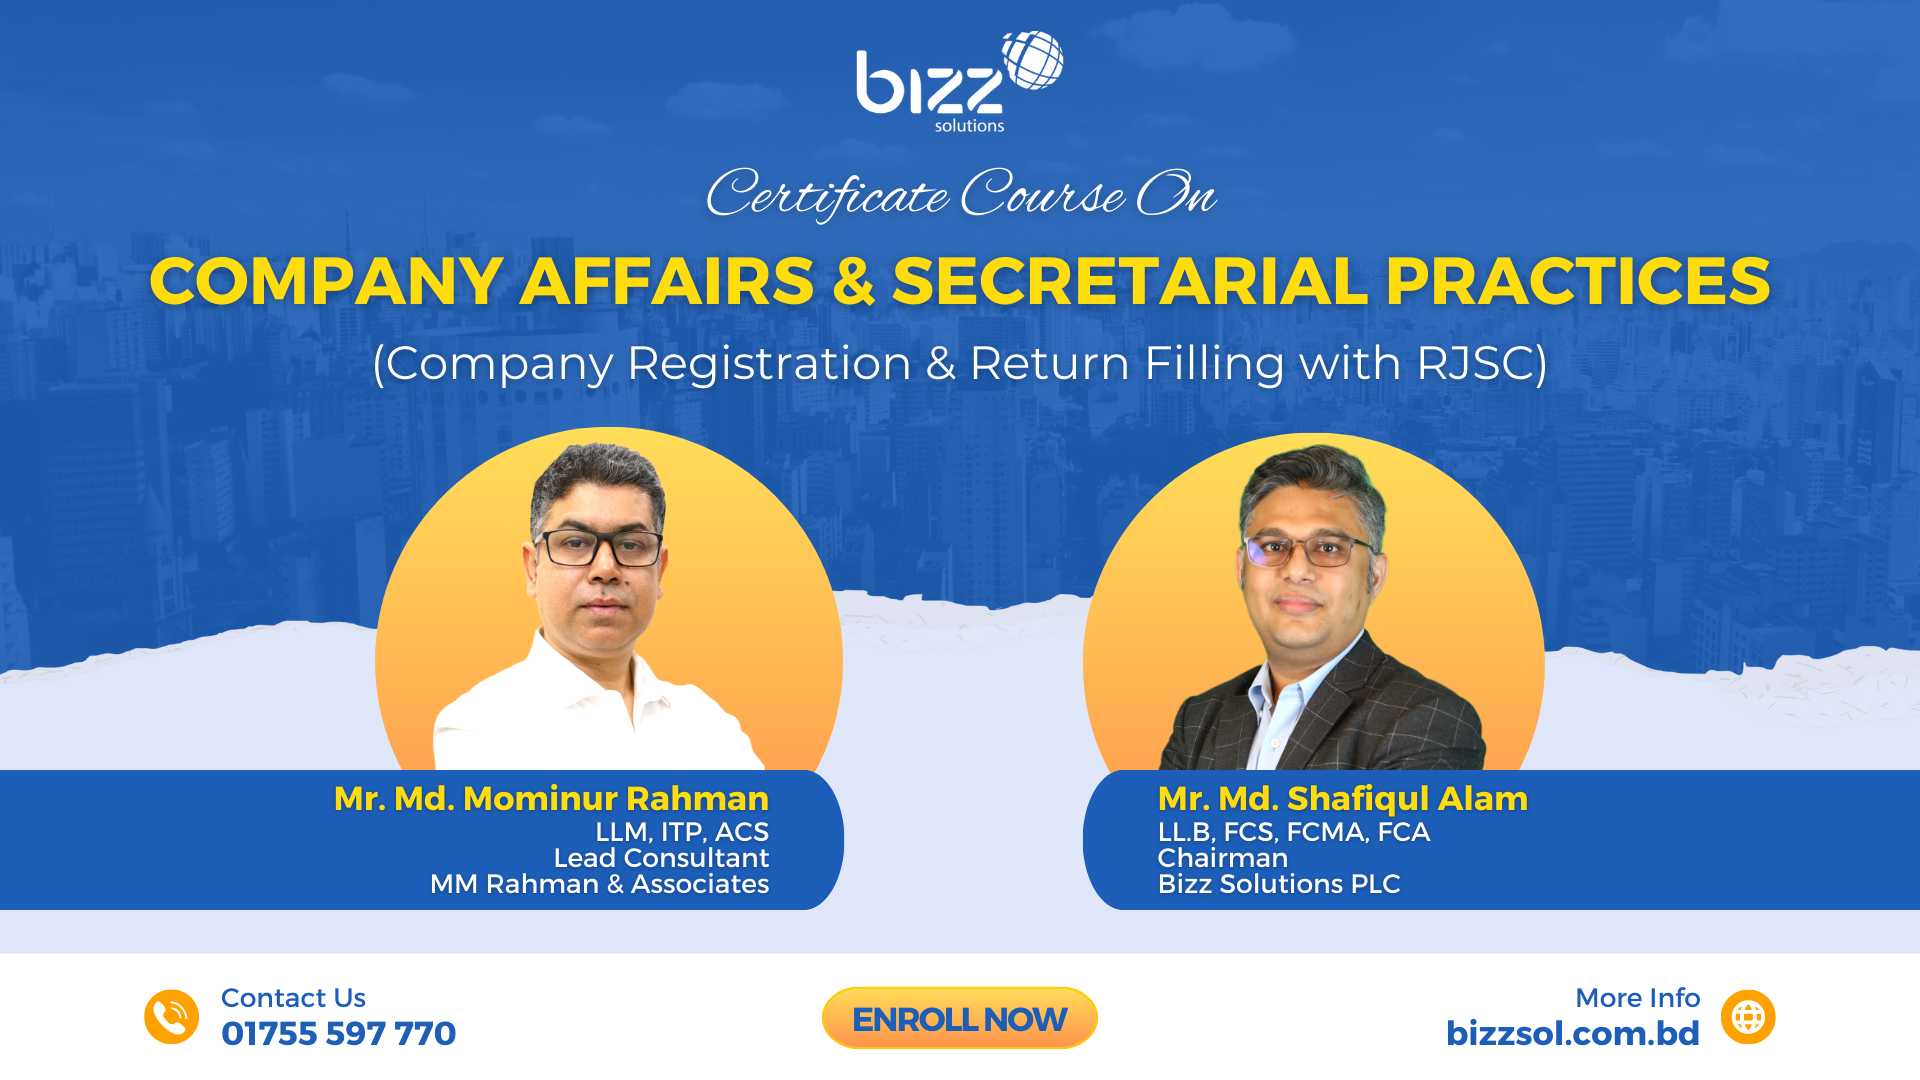 bizz
solutions
Certificate Course On
COMPANY AFFAIRS & SECRETARIAL PRACTICES
(Company Registration & Return Filling with RJSC)
Mr. Md. Mominur Rahman
LLM, ITP, ACS
Lead Consultant
MM Rahman & Associates
Mr. Md. Shafiqul Alam
LL.B, FCS, FCMA, FCA
Chairman
Bizz Solutions PLC
Contact Us
01755 597 770
ENROLL NOW
More Info
bizzsol.com.bd